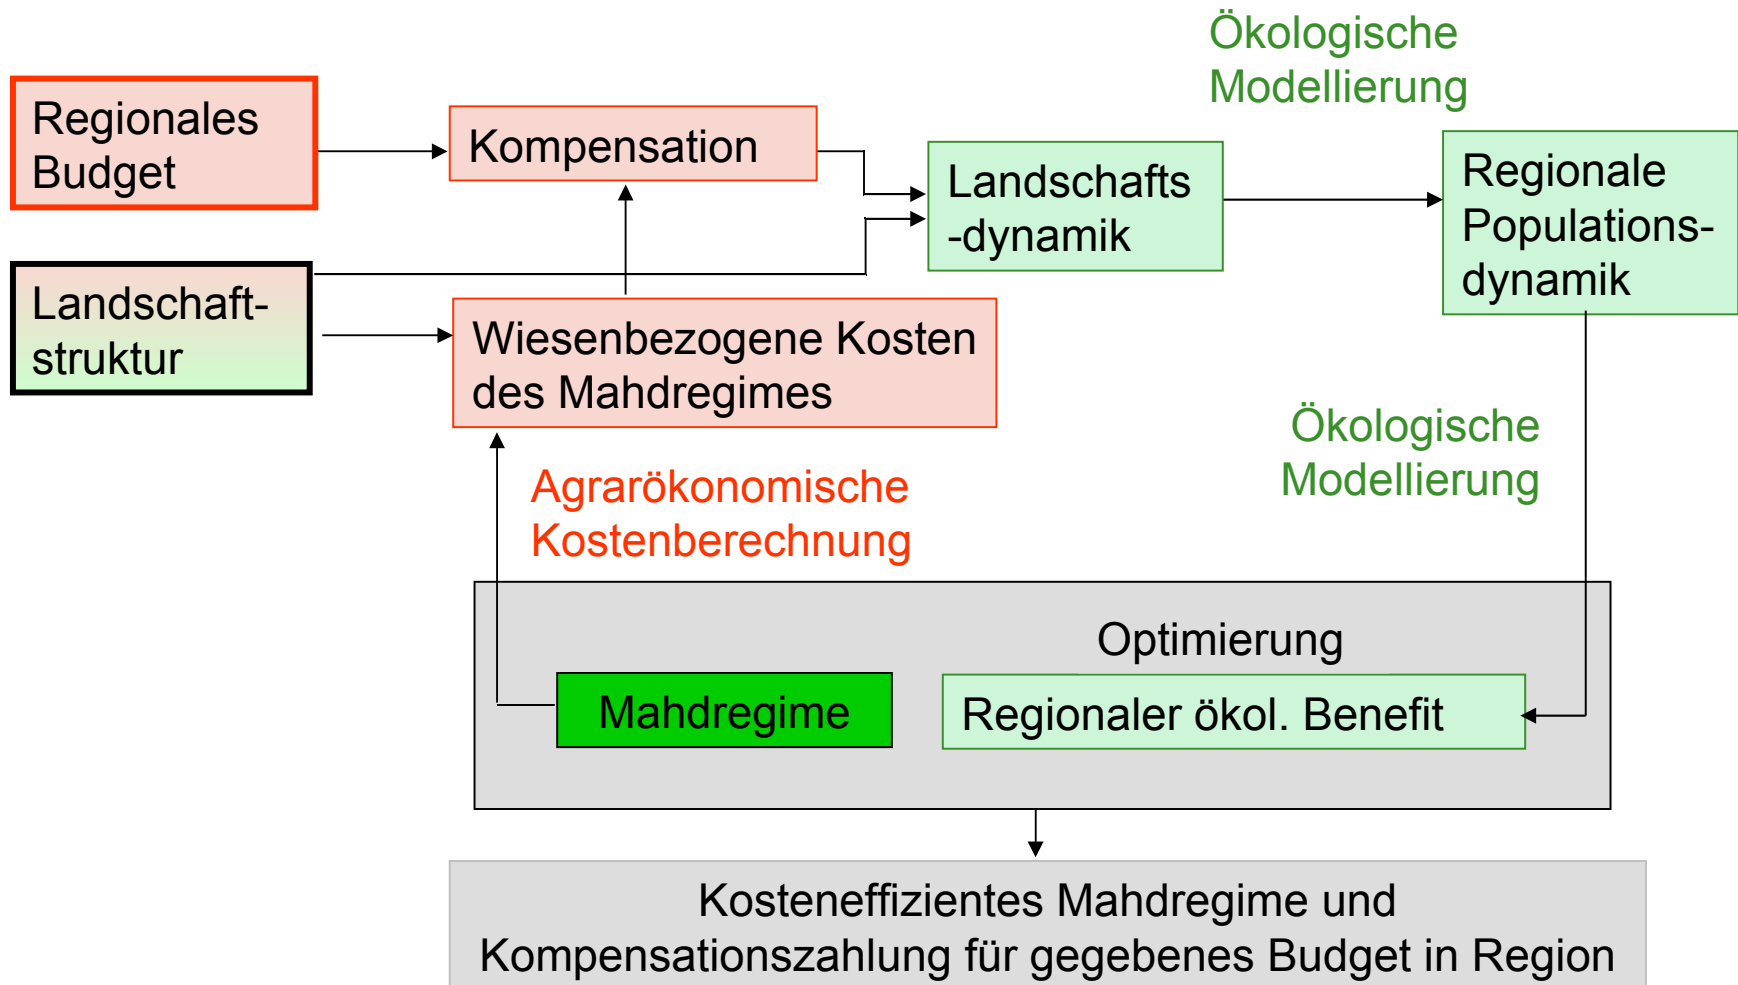 Ökologische
Modellierung
Regionales
Budget
Kompensation
Landschafts
-dynamik
Regionale
Populations-
dynamik
Landschaft-
struktur
Wiesenbezogene Kosten
des Mahdregimes
Ökologische
Modellierung
Agrarökonomische
Kostenberechnung
Optimierung
Mahdregime
Regionaler ökol. Benefit
Kosteneffizientes Mahdregime und
Kompensationszahlung für gegebenes Budget in Region